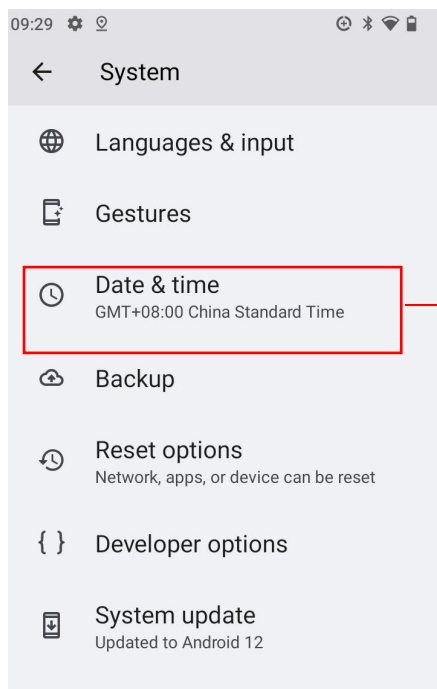 09:29
System
Languages & input
Gestures
Date & time
GMT+08:00 China Standard Time
Backup
Reset options
Network, apps, or device can be reset
{ } Developer options
System update
Updated to Android 12